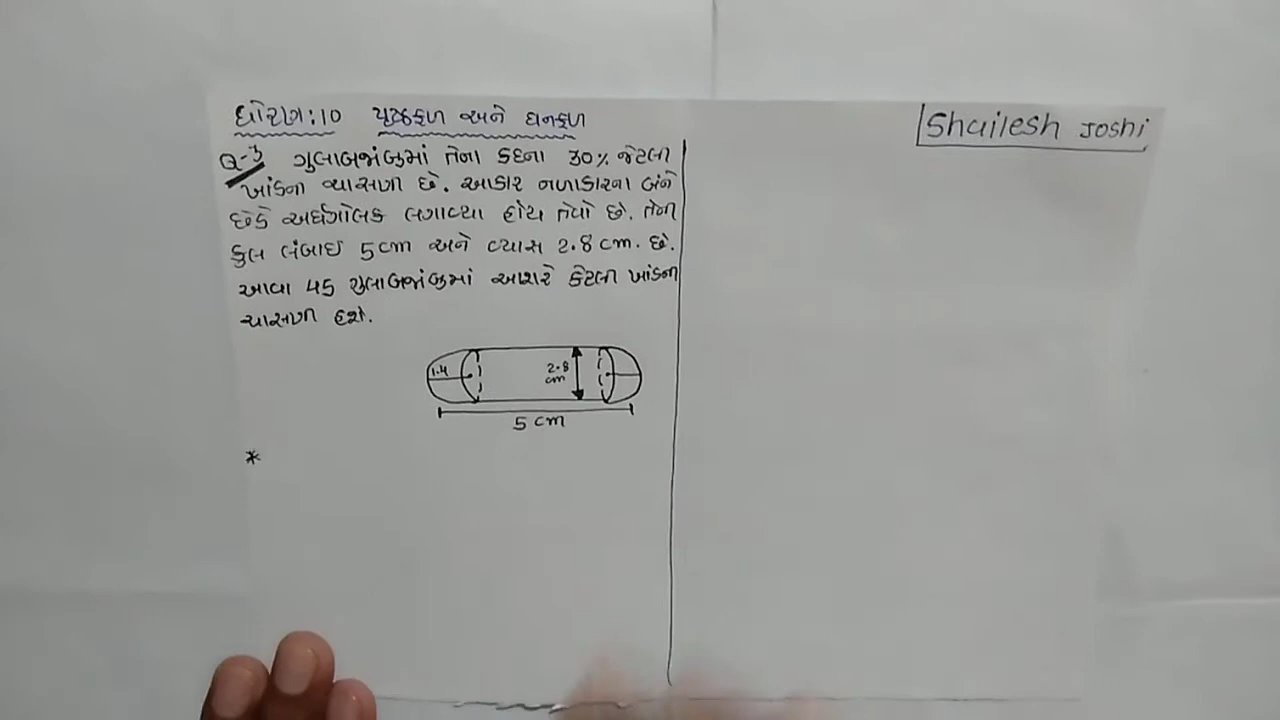 ધોરણ:10 પૃષ્ઠફળ અને ઘનફળ
Shailesh Joshi
Q-3 ગુલાબજાંબુમાં તેના કદના 30% જેટલી
ખાંડના ચાસણી છે. આકાર નળાકારના બંને
છેડે અર્ધગોલક લગાવ્યા હોય તેવો છે. તેની
કુલ લંબાઈ 5cm અને વ્યાસ 2.8 cm. છે.
આવા 45 ગુલાબજાંબુમાં આશરે કેટલી ખાંડની
ચાસણી હશે.
1.4
2.8
cm
5 cm
*